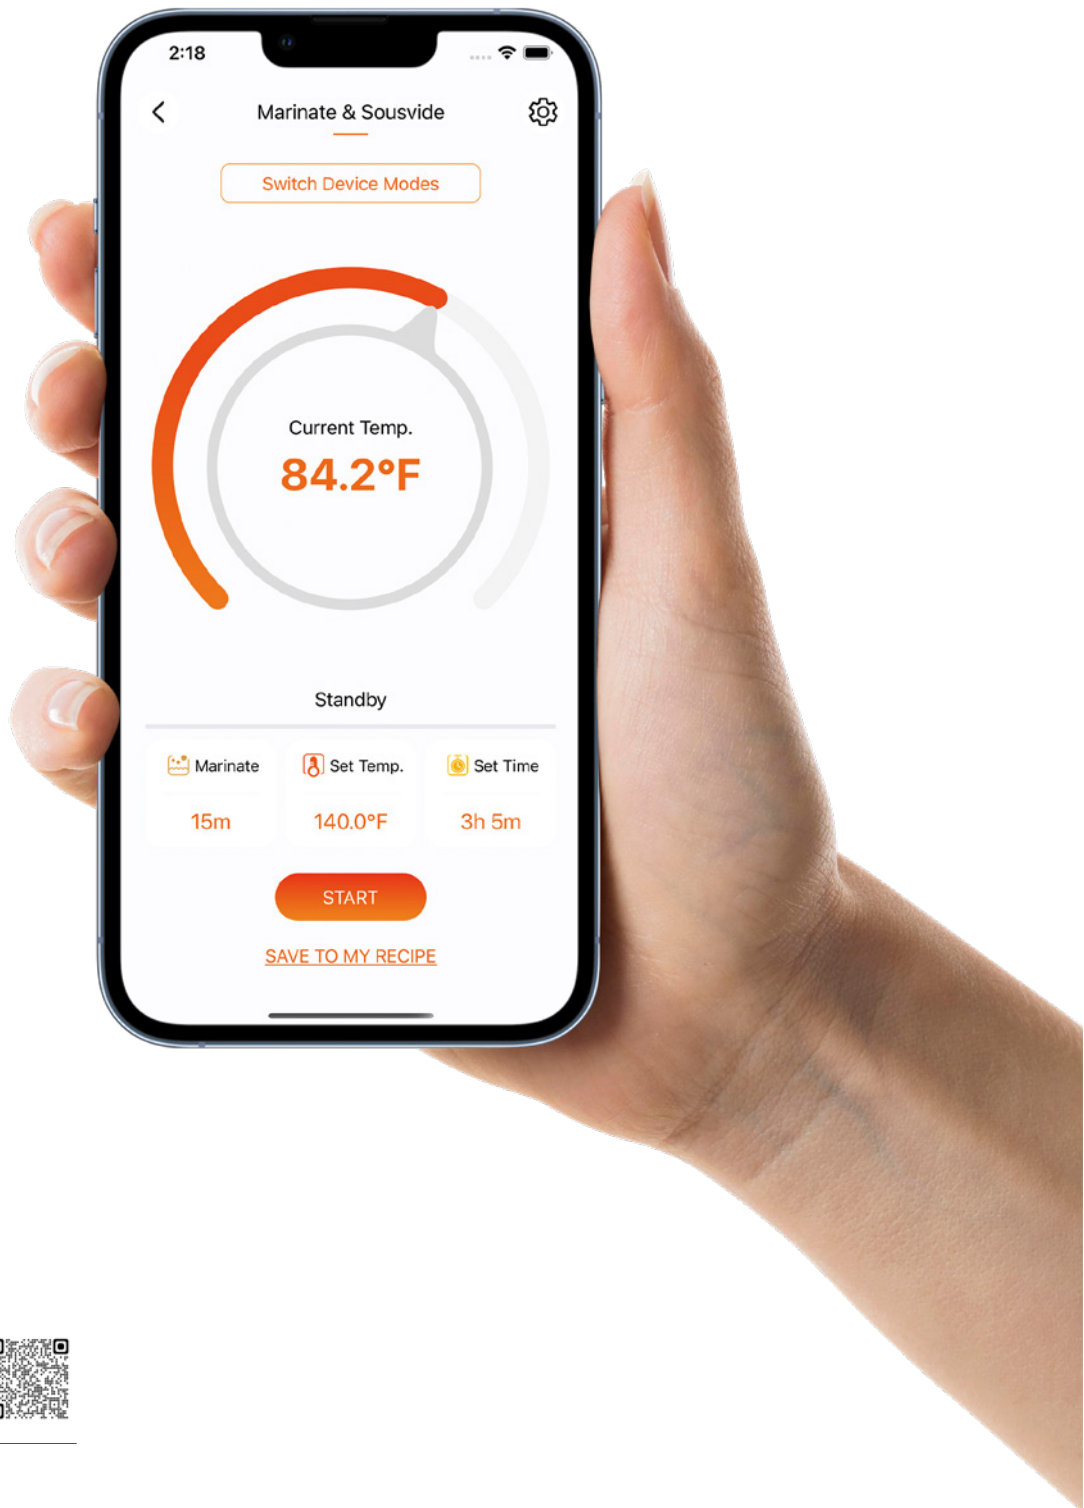 2:18
Marinate & Sousvide
Switch Device Modes
Current Temp.
84.2°F
Standby
Marinate
Set Temp.
Set Time
15m
140.0°F
3h 5m
START
SAVE TO MY RECIPE